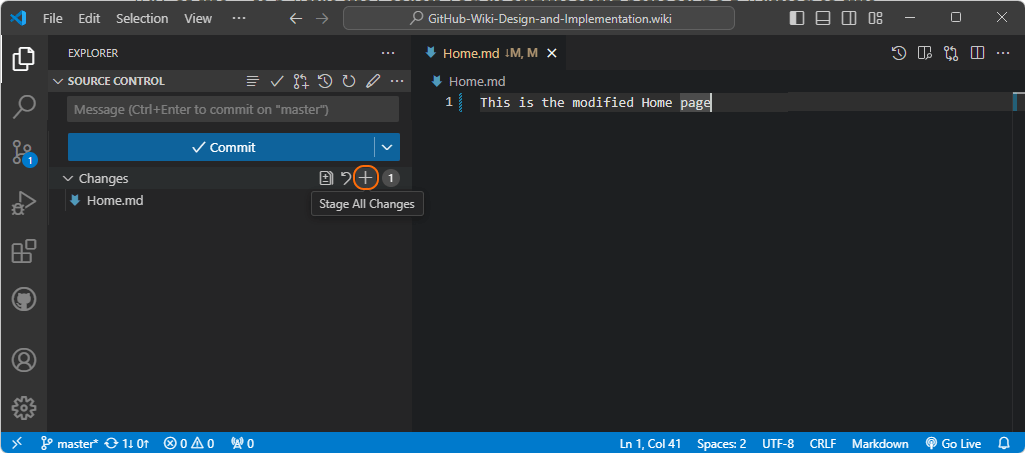 File Edit Selection View ··· GitHub-Wiki-Design-and-Implementation.wiki
EXPLORER ···
Home.md ↓M, M
SOURCE CONTROL ···
Home.md
Message (Ctrl+Enter to commit on "master")
1 This is the modified Home page
Commit
Changes 1
Home.md
Stage All Changes
1
master* 1↓ 0↑ 0 0 0 Ln 1, Col 41 Spaces: 2 UTF-8 CRLF Markdown Go Live